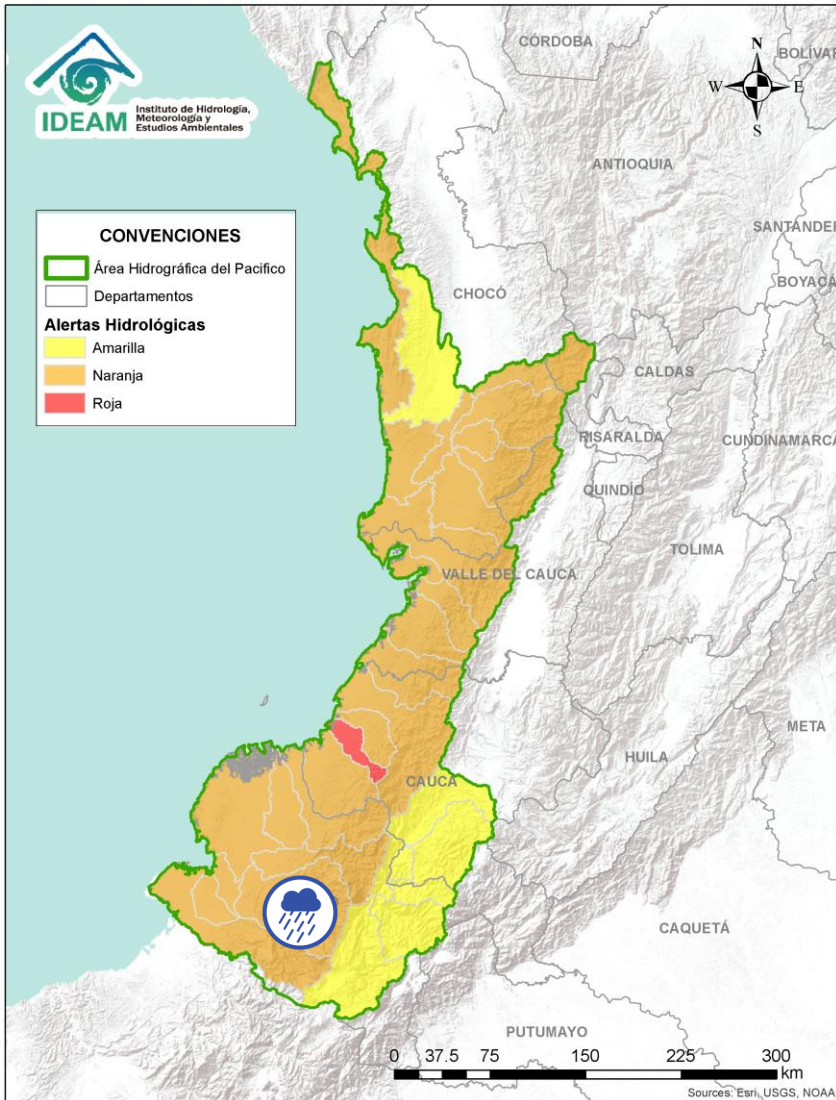 IDEAM
Instituto de Hidrología,
Meteorología y
Estudios Ambientales
CÓRDOBA
BOLÍVAR
N
W
E
S
ANTIOQUIA
SANTANDER
CONVENCIONES
Área Hidrográfica del Pacifico
Departamentos
Alertas Hidrológicas
Amarilla
Naranja
Roja
CHOCÓ
BOYACÁ
CALDAS
RISARALDA
CUNDINAMARCA
QUINDÍO
TOLIMA
VALLE DEL CAUCA
META
HUILA
CAUCA
CAQUETÁ
PUTUMAYO
0 37.5 75 150 225 300
km
Sources: Esri, USGS, NOAA